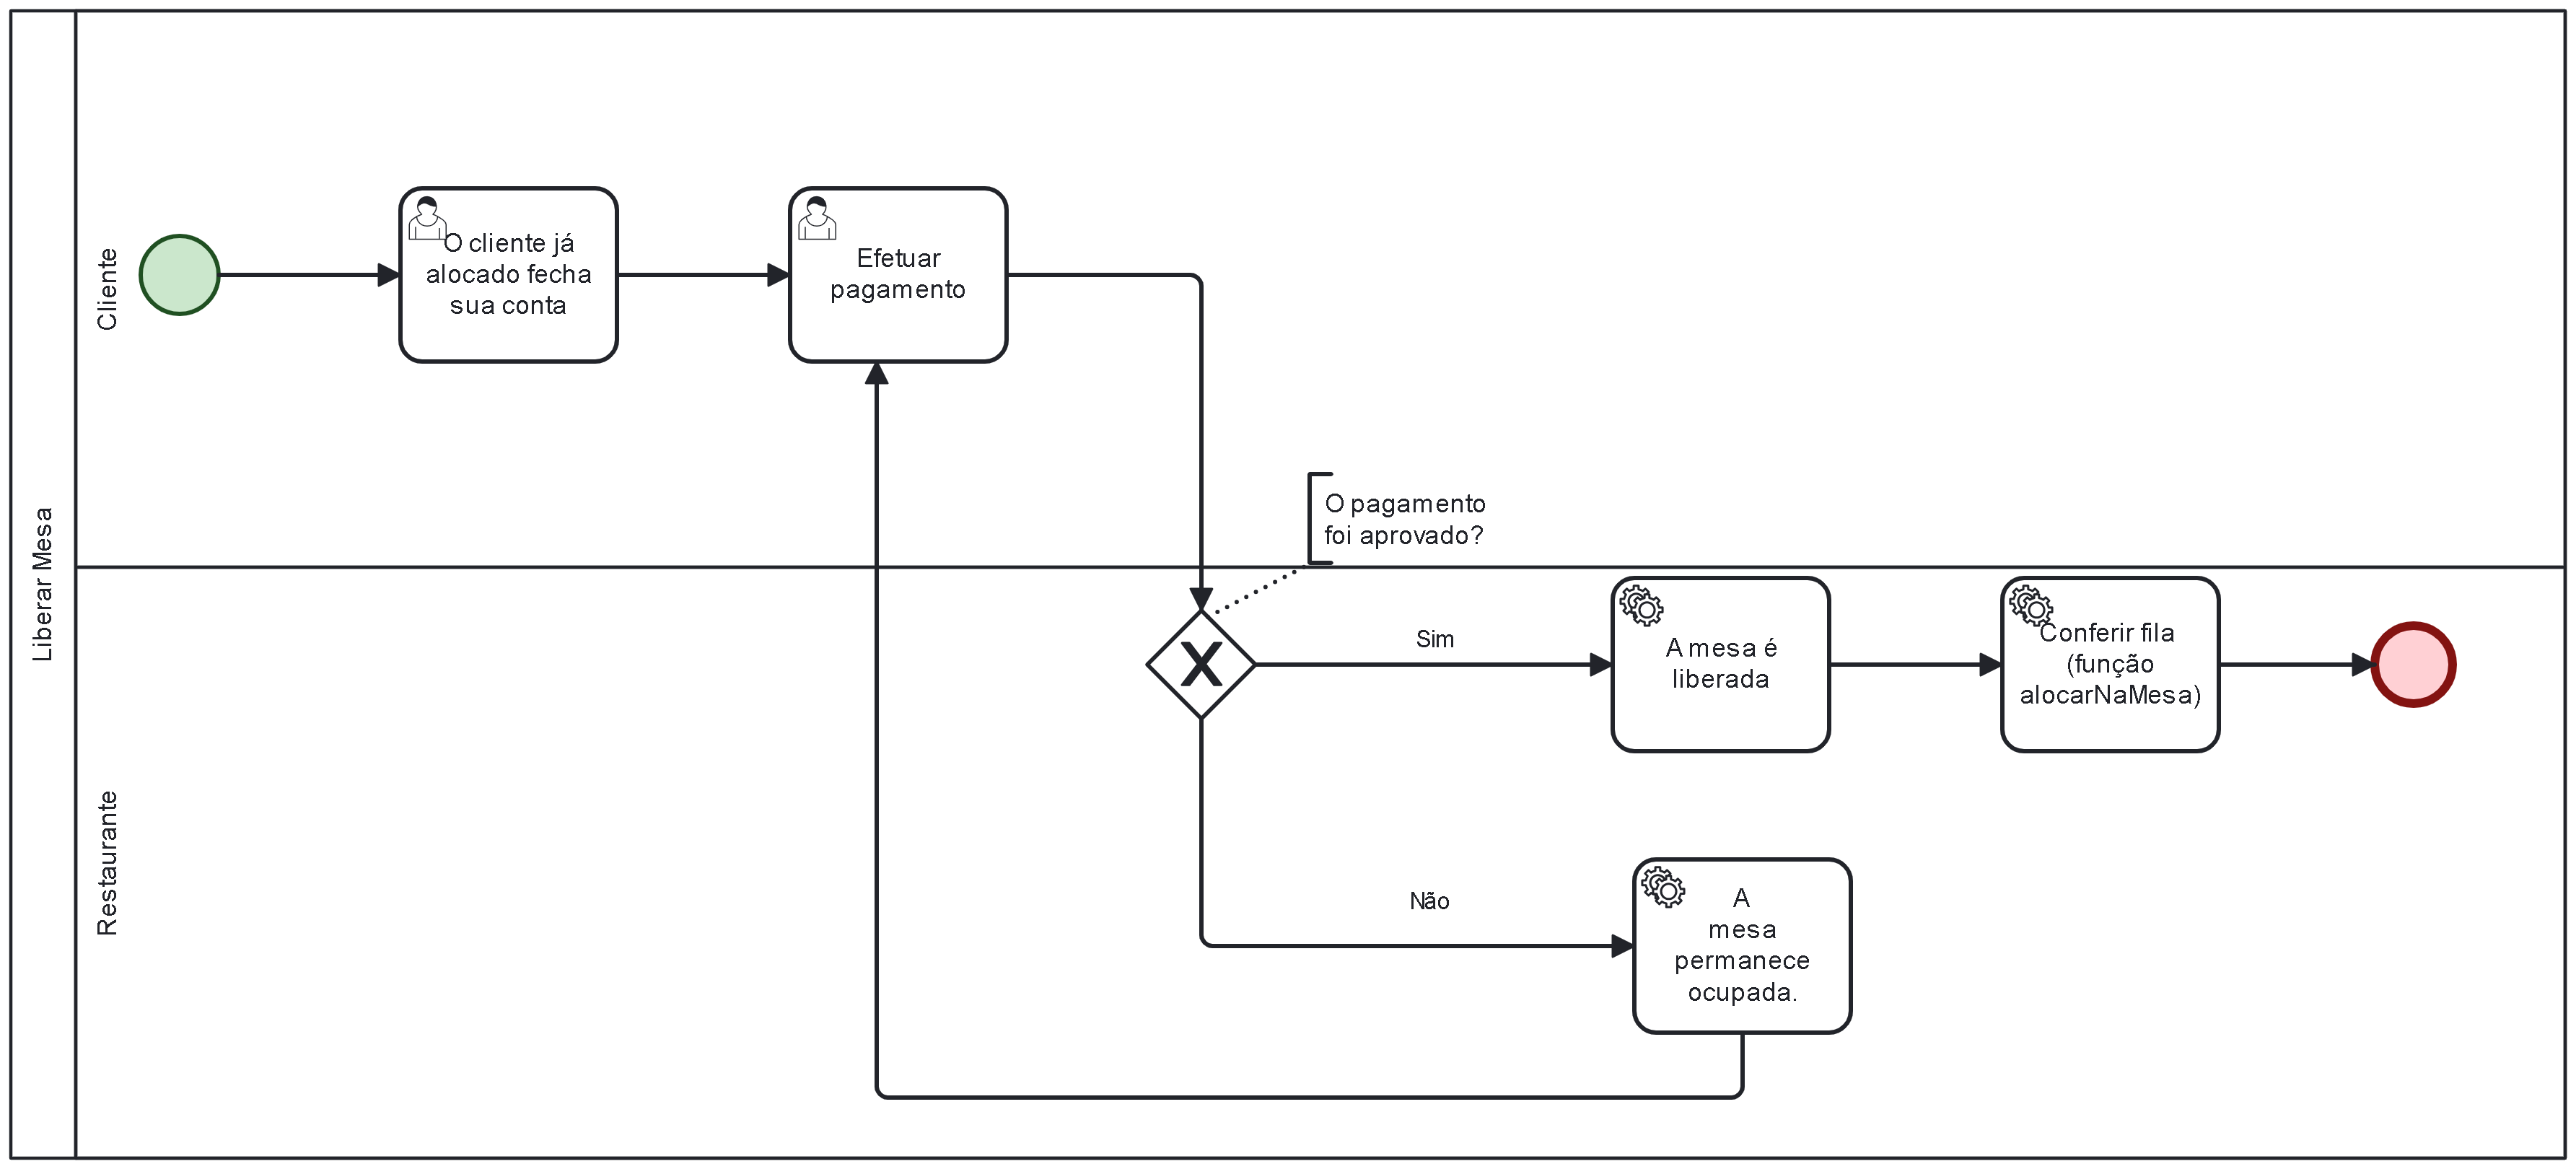 Liberar Mesa
Cliente
O cliente já
alocado fecha
sua conta
Efetuar
pagamento
O pagamento
foi aprovado?
Restaurante
Sim
A mesa é
liberada
Conferir fila
(função
alocarNaMesa)
Não
A
mesa
permanece
ocupada.